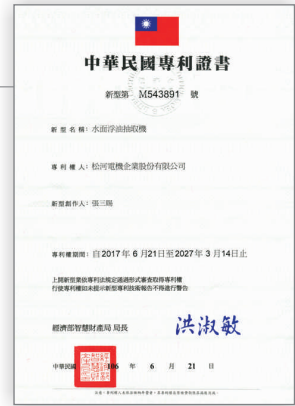 中華民國專利證書
新型第 M543891 號
新型名稱：水面浮油抽取機
專利權人：松河電機企業股份有限公司
新型創作人：張三賜
專利權期間：自2017年6月21日至2027年3月14日止
上開新型業依專利法規定通過形式審查取得專利權
行使專利權如未提示新型專利技術報告不得進行警告
經濟部智慧財產局 局長
洪淑敏
中華民國 106 年 6 月 21 日